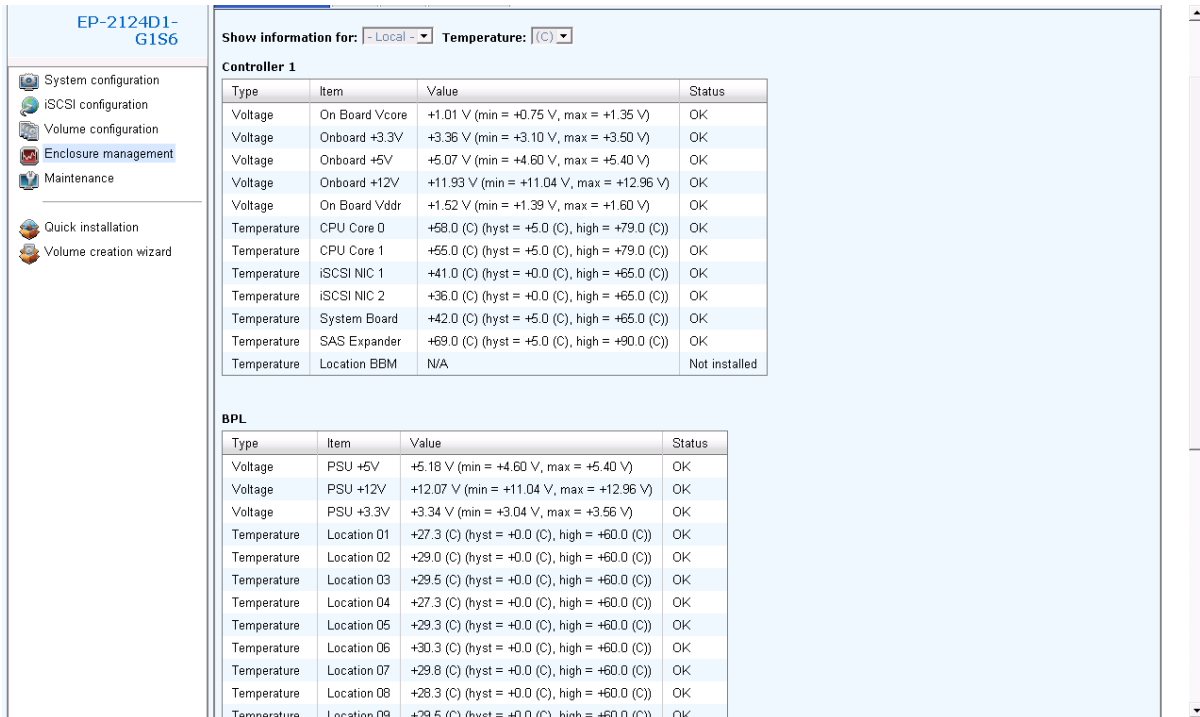 EP-2124D1-
G1S6
System configuration
iSCSI configuration
Volume configuration
Enclosure management
Maintenance
Quick installation
Volume creation wizard
Show information for: - Local - Temperature: (C)
Controller 1
Type Item Value Status
Voltage On Board Vcore +1.01 V (min = +0.75 V, max = +1.35 V) OK
Voltage Onboard +3.3V +3.36 V (min = +3.10 V, max = +3.50 V) OK
Voltage Onboard +5V +5.07 V (min = +4.60 V, max = +5.40 V) OK
Voltage Onboard +12V +11.93 V (min = +11.04 V, max = +12.96 V) OK
Voltage On Board Vddr +1.52 V (min = +1.39 V, max = +1.60 V) OK
Temperature CPU Core 0 +58.0 (C) (hyst = +5.0 (C), high = +79.0 (C)) OK
Temperature CPU Core 1 +55.0 (C) (hyst = +5.0 (C), high = +79.0 (C)) OK
Temperature iSCSI NIC 1 +41.0 (C) (hyst = +0.0 (C), high = +65.0 (C)) OK
Temperature iSCSI NIC 2 +36.0 (C) (hyst = +0.0 (C), high = +65.0 (C)) OK
Temperature System Board +42.0 (C) (hyst = +5.0 (C), high = +65.0 (C)) OK
Temperature SAS Expander +69.0 (C) (hyst = +5.0 (C), high = +90.0 (C)) OK
Temperature Location BBM N/A Not installed
BPL
Type Item Value Status
Voltage PSU +5V +5.18 V (min = +4.60 V, max = +5.40 V) OK
Voltage PSU +12V +12.07 V (min = +11.04 V, max = +12.96 V) OK
Voltage PSU +3.3V +3.34 V (min = +3.04 V, max = +3.56 V) OK
Temperature Location 01 +27.3 (C) (hyst = +0.0 (C), high = +60.0 (C)) OK
Temperature Location 02 +29.0 (C) (hyst = +0.0 (C), high = +60.0 (C)) OK
Temperature Location 03 +29.5 (C) (hyst = +0.0 (C), high = +60.0 (C)) OK
Temperature Location 04 +27.3 (C) (hyst = +0.0 (C), high = +60.0 (C)) OK
Temperature Location 05 +29.3 (C) (hyst = +0.0 (C), high = +60.0 (C)) OK
Temperature Location 06 +30.3 (C) (hyst = +0.0 (C), high = +60.0 (C)) OK
Temperature Location 07 +29.8 (C) (hyst = +0.0 (C), high = +60.0 (C)) OK
Temperature Location 08 +28.3 (C) (hyst = +0.0 (C), high = +60.0 (C)) OK
Temperature Location 09 +29.5 (C) (hyst = +0.0 (C), high = +60.0 (C)) OK